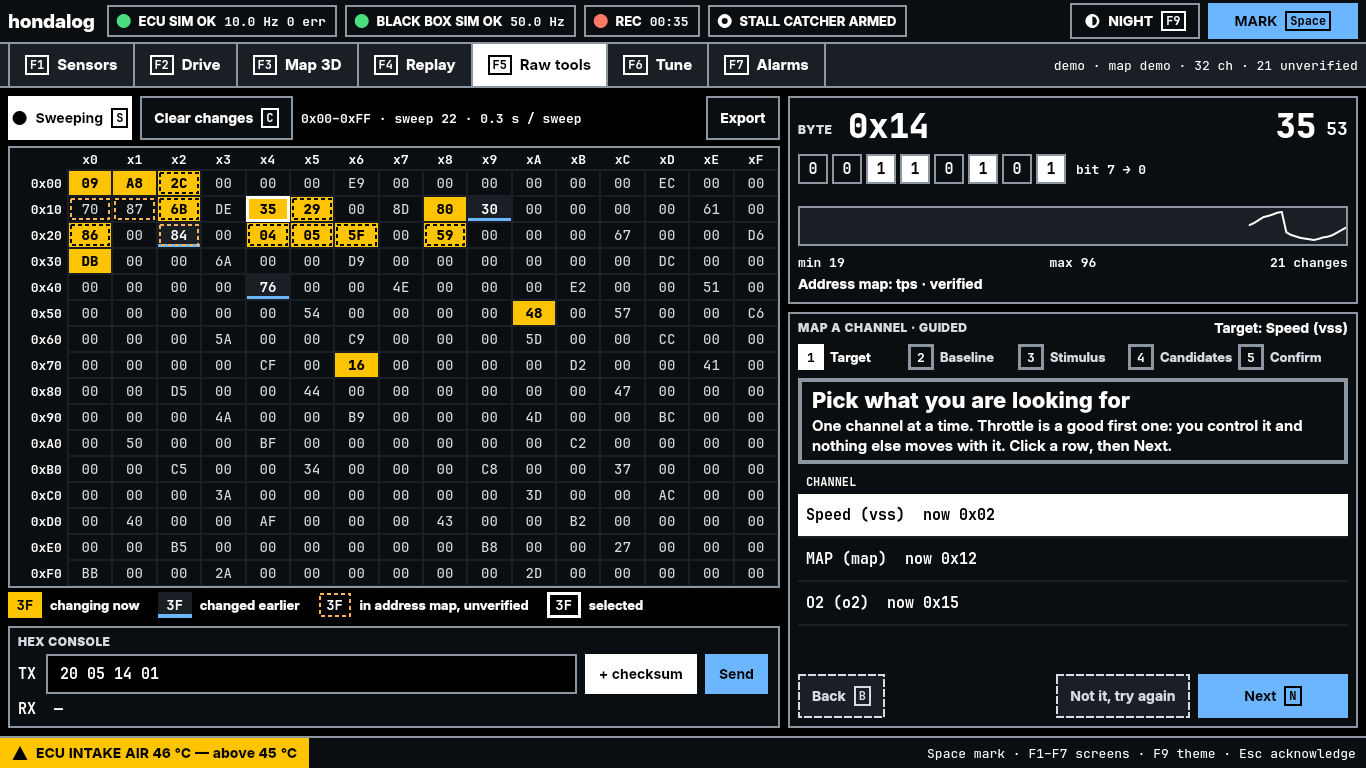 hondalog ECU SIM OK 10.0 Hz 0 err BLACK BOX SIM OK 50.0 Hz REC 00:35 STALL CATCHER ARMED NIGHT F9 MARK Space
F1 Sensors F2 Drive F3 Map 3D F4 Replay F5 Raw tools F6 Tune F7 Alarms demo · map demo · 32 ch · 21 unverified
Sweeping S Clear changes C 0x00–0xFF · sweep 22 · 0.3 s / sweep Export
x0 x1 x2 x3 x4 x5 x6 x7 x8 x9 xA xB xC xD xE xF
0x00 09 A8 2C 00 00 00 E9 00 00 00 00 00 00 EC 00 00
0x10 70 87 6B DE 35 29 00 8D 80 30 00 00 00 00 61 00
0x20 86 00 84 00 04 05 5F 00 59 00 00 00 67 00 00 D6
0x30 DB 00 00 6A 00 00 D9 00 00 00 00 00 00 DC 00 00
0x40 00 00 00 00 76 00 00 4E 00 00 00 E2 00 00 51 00
0x50 00 00 00 00 00 54 00 00 00 00 48 00 57 00 00 C6
0x60 00 00 00 5A 00 00 C9 00 00 00 5D 00 00 CC 00 00
0x70 00 00 00 00 CF 00 16 00 00 00 00 D2 00 00 41 00
0x80 00 00 D5 00 00 44 00 00 00 00 00 00 47 00 00 00
0x90 00 00 00 4A 00 00 B9 00 00 00 4D 00 00 BC 00 00
0xA0 00 50 00 00 BF 00 00 00 00 00 00 C2 00 00 00 00
0xB0 00 00 C5 00 00 34 00 00 00 C8 00 00 37 00 00 00
0xC0 00 00 00 3A 00 00 00 00 00 00 3D 00 00 AC 00 00
0xD0 00 40 00 00 AF 00 00 00 43 00 00 B2 00 00 00 00
0xE0 00 00 B5 00 00 00 00 00 00 B8 00 00 27 00 00 00
0xF0 BB 00 00 2A 00 00 00 00 00 00 2D 00 00 00 00 00
3F changing now 3F changed earlier 3F in address map, unverified 3F selected
HEX CONSOLE
TX 20 05 14 01 + checksum Send
RX —
BYTE 0x14 35 53
0 0 1 1 0 1 0 1 bit 7 → 0
min 19 max 96 21 changes
Address map: tps · verified
MAP A CHANNEL · GUIDED Target: Speed (vss)
1 Target 2 Baseline 3 Stimulus 4 Candidates 5 Confirm
Pick what you are looking for
One channel at a time. Throttle is a good first one: you control it and
nothing else moves with it. Click a row, then Next.
CHANNEL
Speed (vss) now 0x02
MAP (map) now 0x12
O2 (o2) now 0x15
Back B Not it, try again Next N
ECU INTAKE AIR 46 °C — above 45 °C Space mark · F1–F7 screens · F9 theme · Esc acknowledge